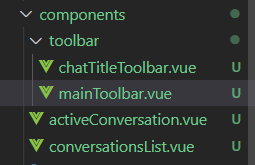 components
toolbar
chatTitleToolbar.vue U
mainToolbar.vue U
activeConversation.vue U
conversationsList.vue U